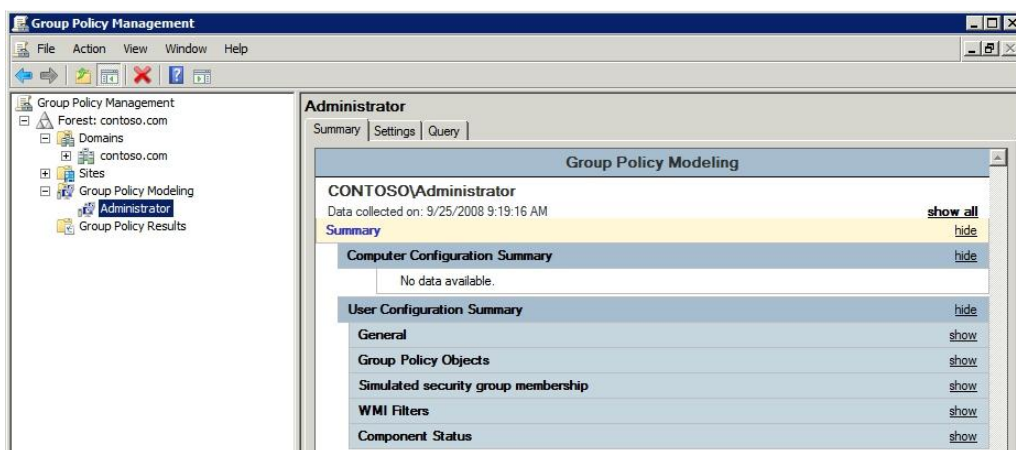 Group Policy Management
File Action View Window Help
Group Policy Management
Forest: contoso.com
Domains
contoso.com
Sites
Group Policy Modeling
Administrator
Group Policy Results
Administrator
Summary Settings Query
Group Policy Modeling
CONTOSO\Administrator
Data collected on: 9/25/2008 9:19:16 AM show all
Summary hide
Computer Configuration Summary hide
No data available.
User Configuration Summary hide
General show
Group Policy Objects show
Simulated security group membership show
WMI Filters show
Component Status show